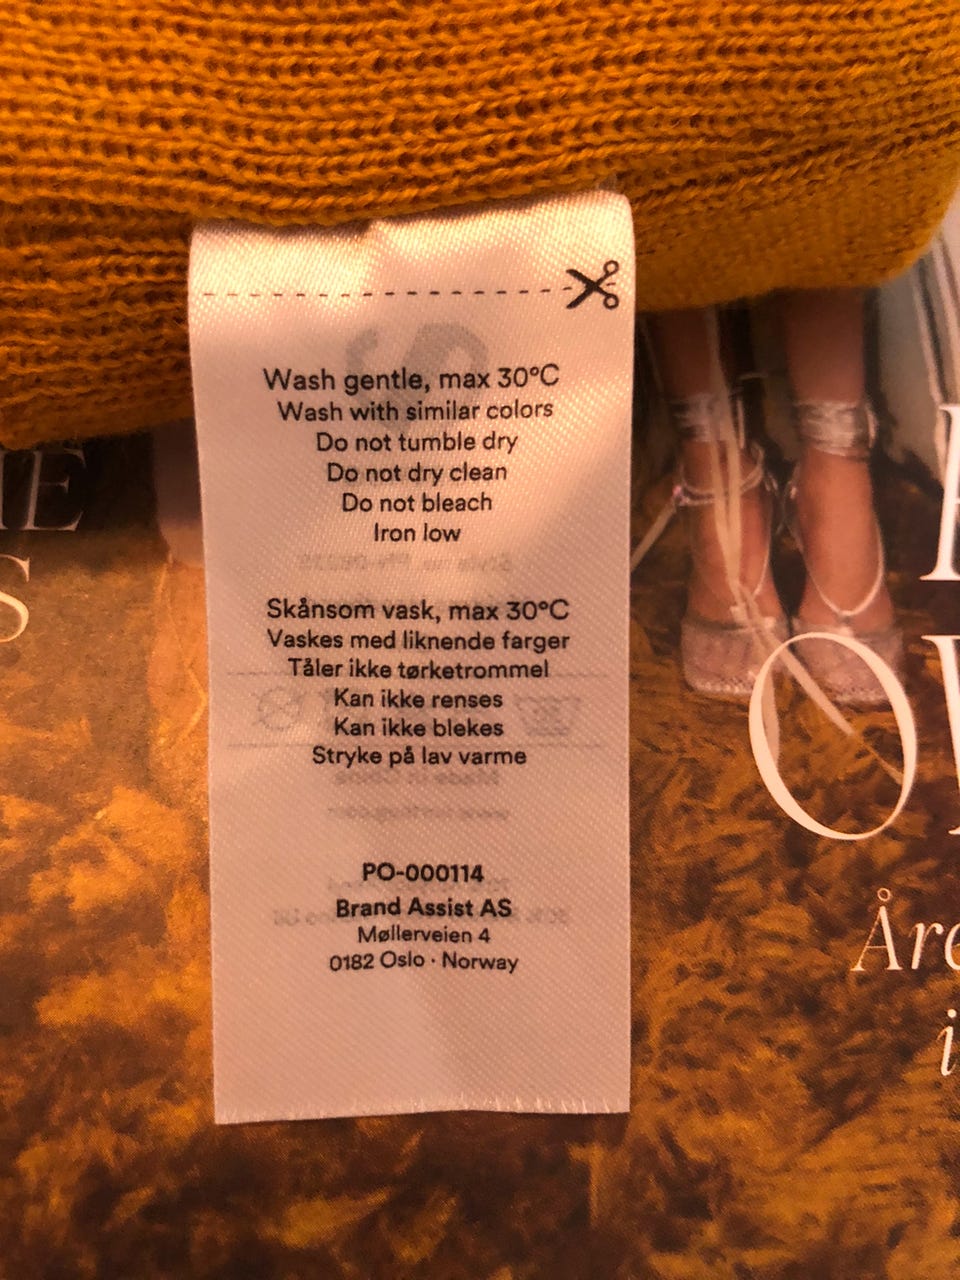 Wash gentle, max 30°C
Wash with similar colors
Do not tumble dry
Do not dry clean
Do not bleach
Iron low
Skånsom vask, max 30°C
Vaskes med liknende farger
Tåler ikke tørketrommel
Kan ikke renses
Kan ikke blekes
Stryke på lav varme
PO-000114
Brand Assist AS
Møllerveien 4
0182 Oslo · Norway